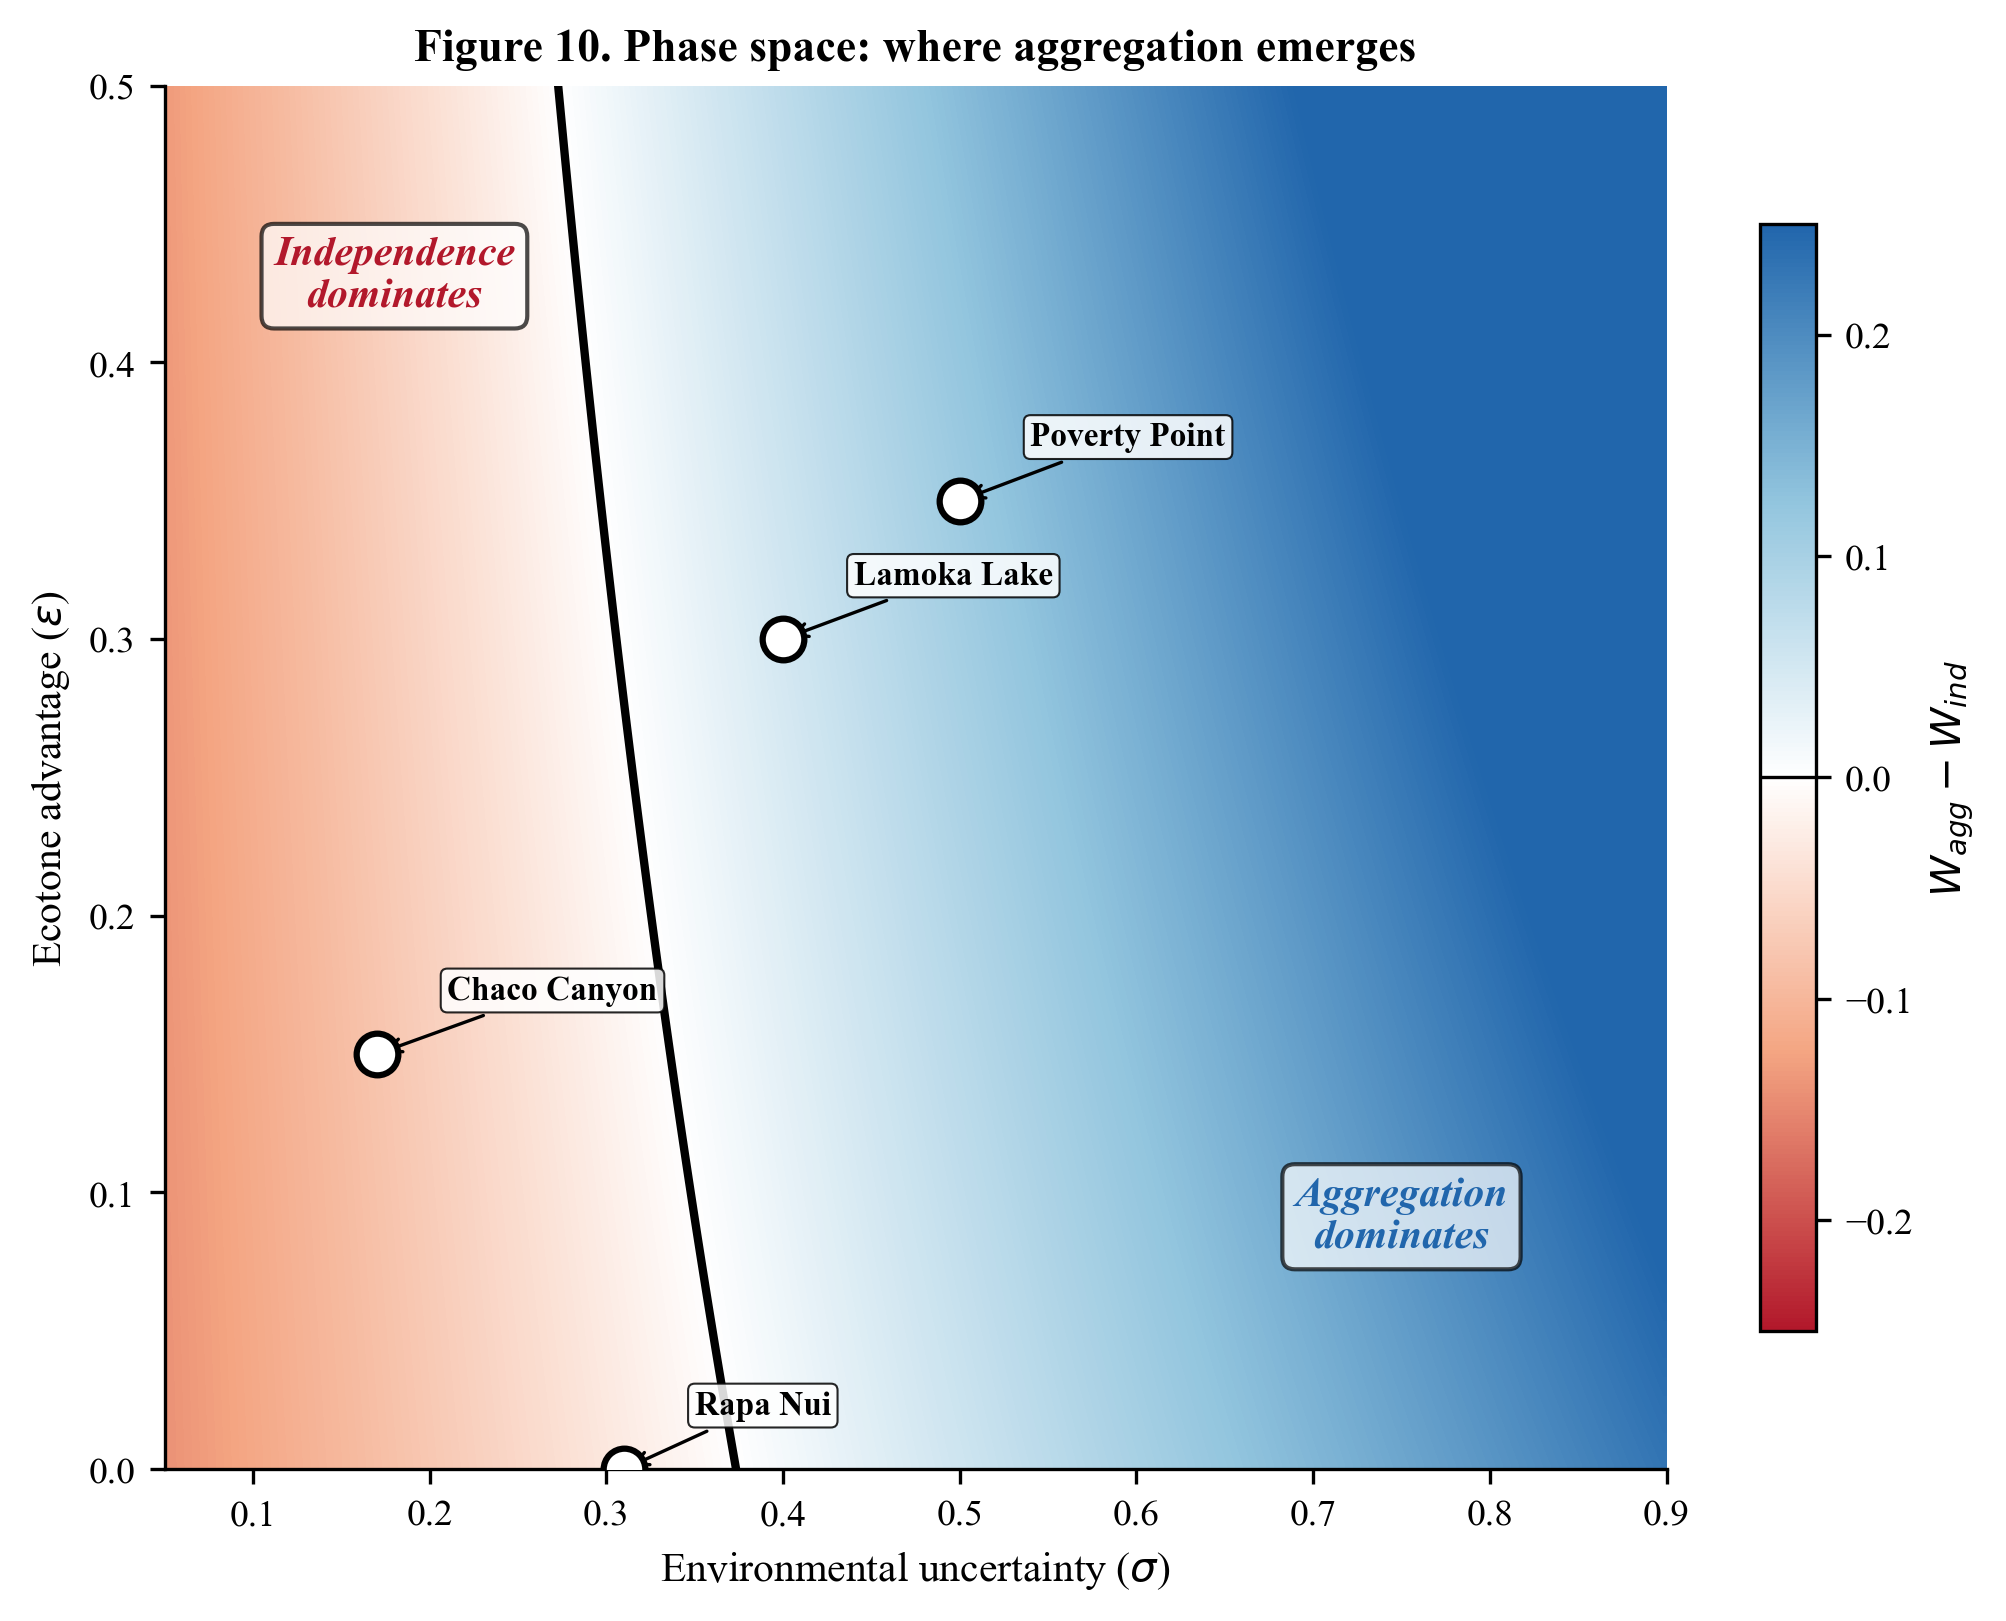 Figure 10. Phase space: where aggregation emerges
0.5
0.4
0.3
0.2
0.1
0.0
Ecotone advantage (ε)
Independence
dominates
Poverty Point
Lamoka Lake
Chaco Canyon
Aggregation
dominates
Rapa Nui
0.1
0.2
0.3
0.4
0.5
0.6
0.7
0.8
0.9
Environmental uncertainty (σ)
0.2
0.1
0.0
−0.1
−0.2
W_agg − W_ind